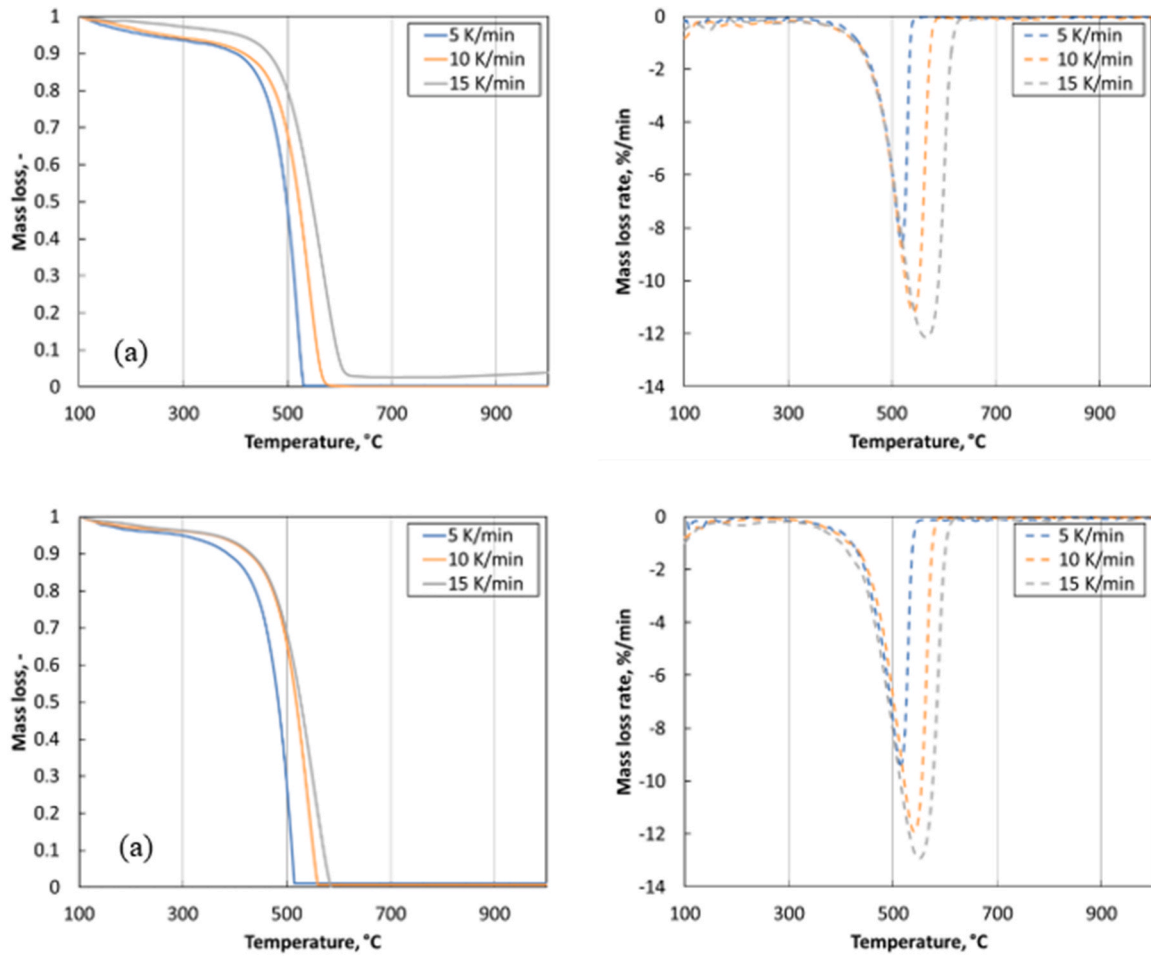 1
0.9
0.8
0.7
0.6
0.5
0.4
0.3
0.2
0.1
0
Mass loss, -
5 K/min
10 K/min
15 K/min
(a)
100 300 500 700 900
Temperature, °C
0
-2
-4
-6
-8
-10
-12
-14
Mass loss rate, %/min
5 K/min
10 K/min
15 K/min
100 300 500 700 900
Temperature, °C
1
0.9
0.8
0.7
0.6
0.5
0.4
0.3
0.2
0.1
0
Mass loss, -
5 K/min
10 K/min
15 K/min
(a)
100 300 500 700 900
Temperature, °C
0
-2
-4
-6
-8
-10
-12
-14
Mass loss rate, %/min
5 K/min
10 K/min
15 K/min
100 300 500 700 900
Temperature, °C